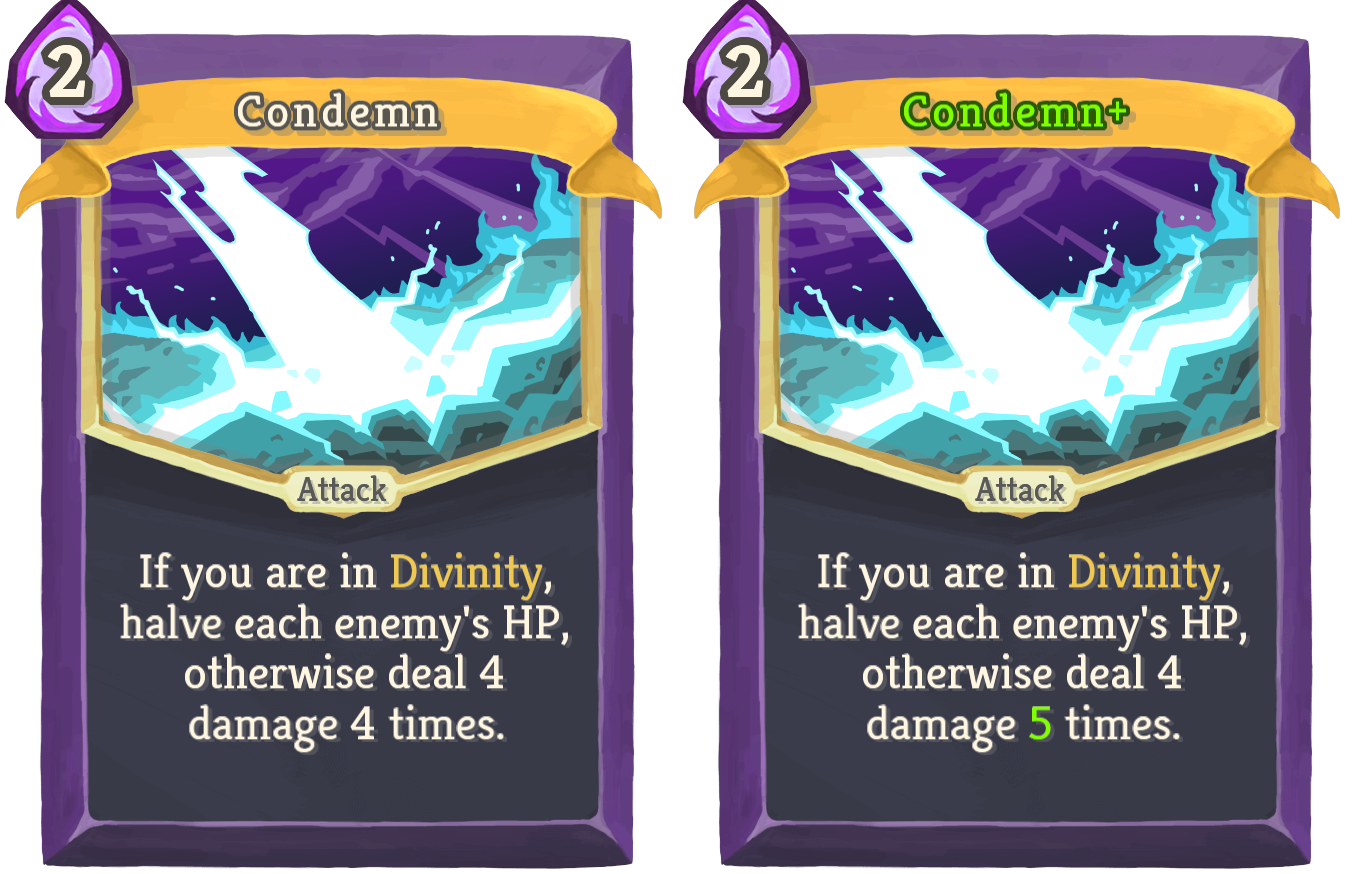 2
Condemn
Attack
If you are in Divinity,
halve each enemy's HP,
otherwise deal 4
damage 4 times.
2
Condemn+
Attack
If you are in Divinity,
halve each enemy's HP,
otherwise deal 4
damage 5 times.